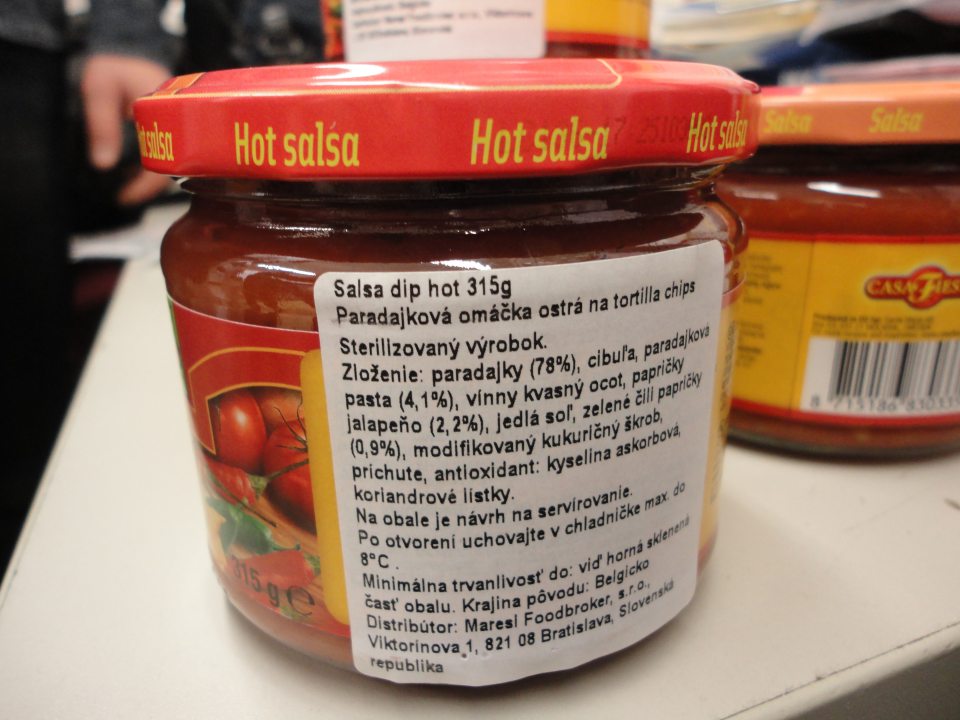 Hot salsa
Hot salsa
Hot salsa
Salsa
Salsa
Salsa dip hot 315g
Paradajková omáčka ostrá na tortilla chips
Sterilizovaný výrobok.
Zloženie: paradajky (78%), cibuľa, paradajková
pasta (4,1%), vínny kvasný ocot, papričky
jalapeño (2,2%), jedlá soľ, zelené čili papričky
(0,9%), modifikovaný kukuričný škrob,
príchute, antioxidant: kyselina askorbová,
koriandrové lístky.
Na obale je návrh na servírovanie.
Po otvorení uchovajte v chladničke max. do
8°C .
Minimálna trvanlivosť do: viď horná sklenená
časť obalu. Krajina pôvodu: Belgicko
Distribútor: Maresi Foodbroker, s.r.o.,
Viktorínova 1, 821 08 Bratislava, Slovenská
republika
315 g e
CASA FIES